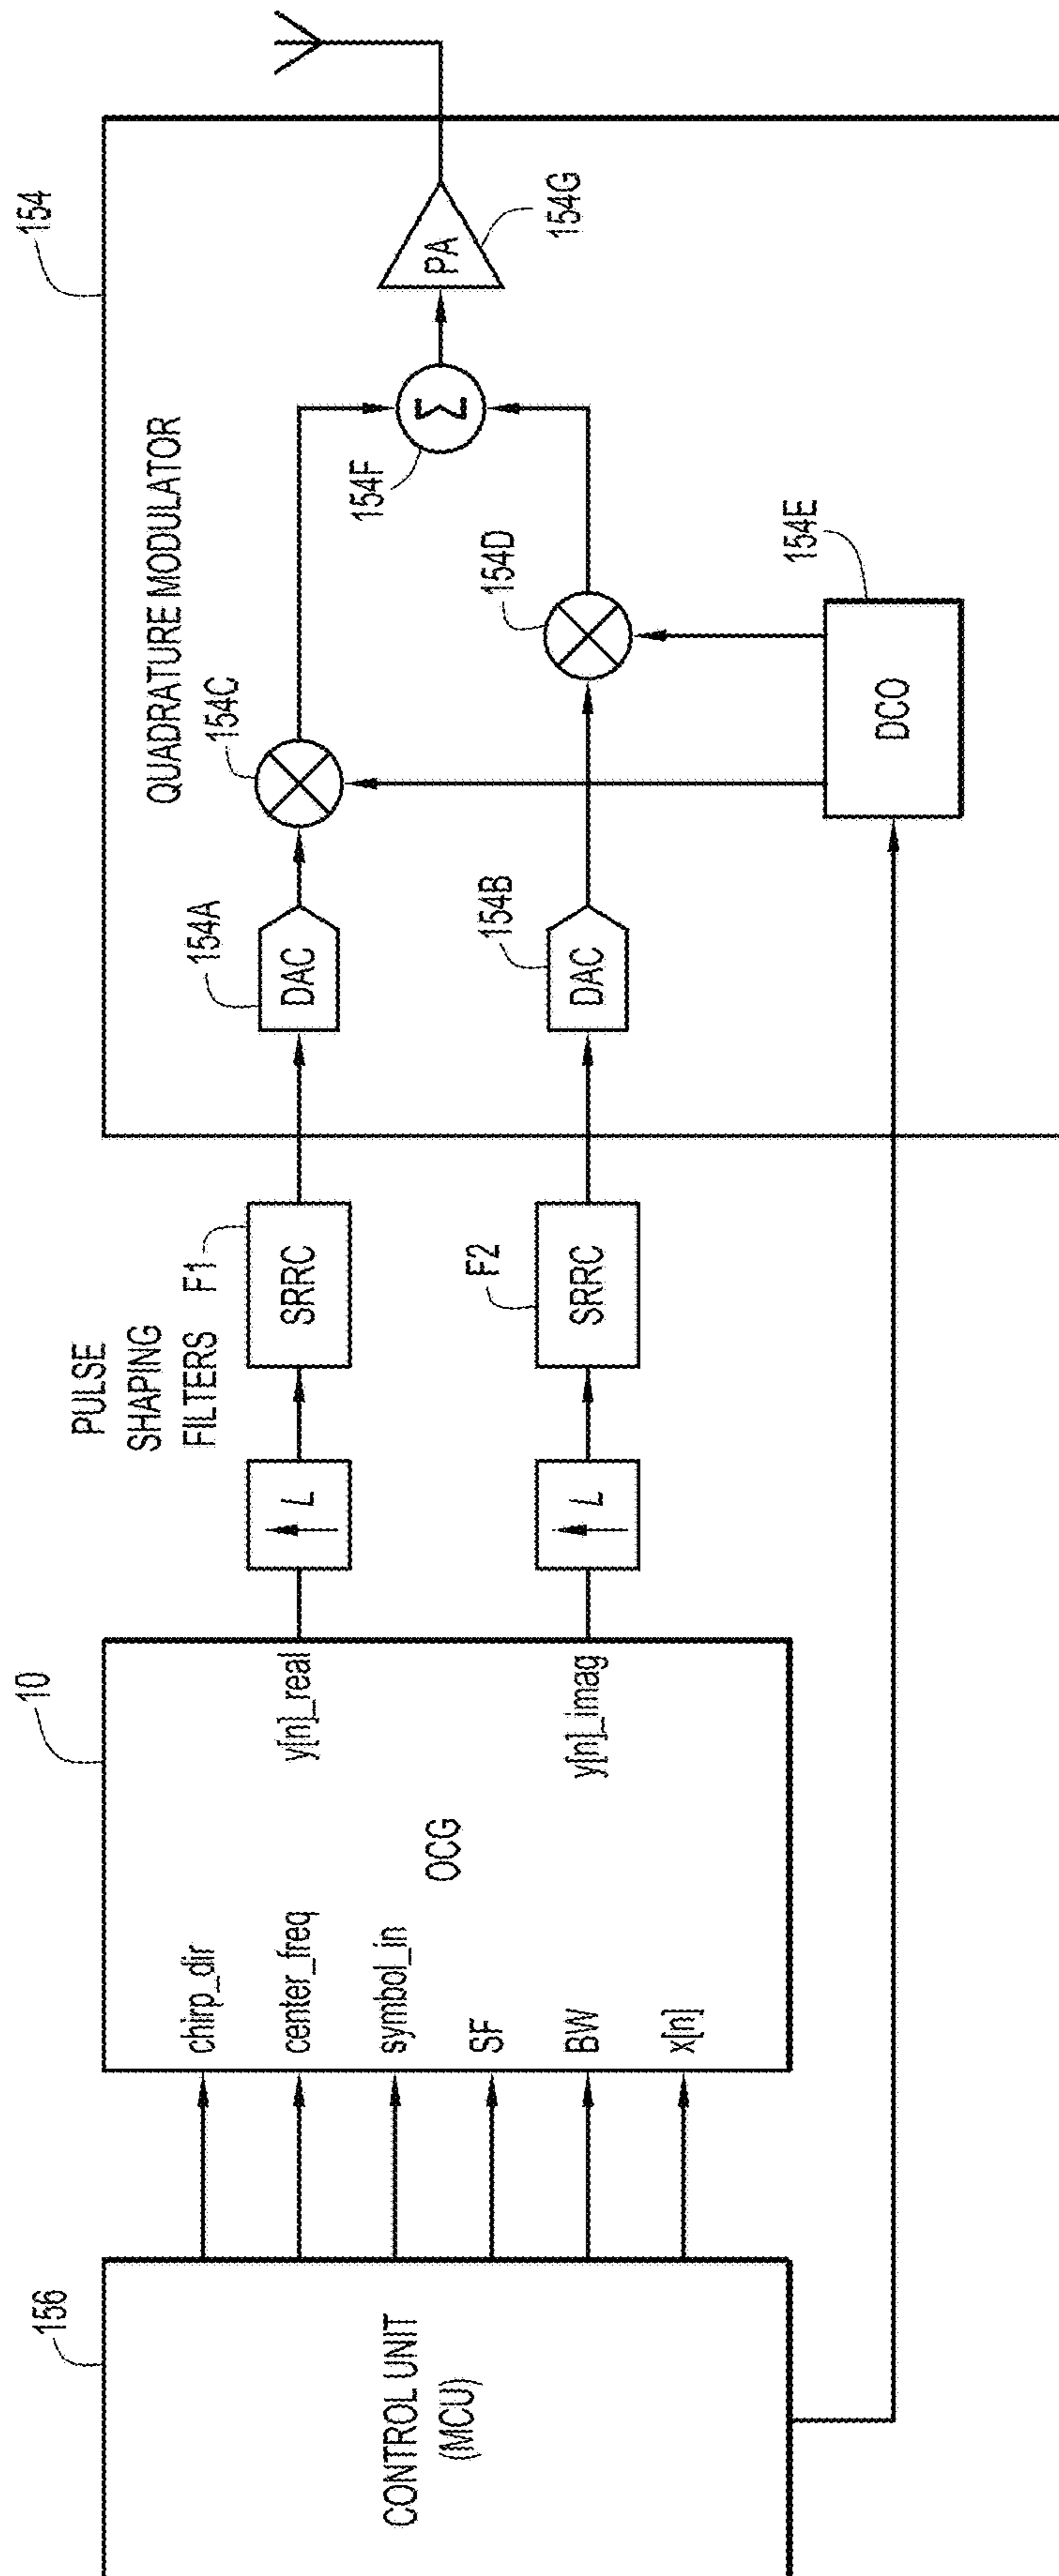 156
CONTROL UNIT
(MCU)
10
chirp_dir
center_freq
symbol_in
SF
BW
x[n]
OCG
y[n]_real
y[n]_imag
L
L
PULSE
SHAPING
FILTERS
F1
SRRC
F2
SRRC
154
QUADRATURE MODULATOR
154A
DAC
154B
DAC
154C
154D
154E
DCO
154F
Σ
154G
PA